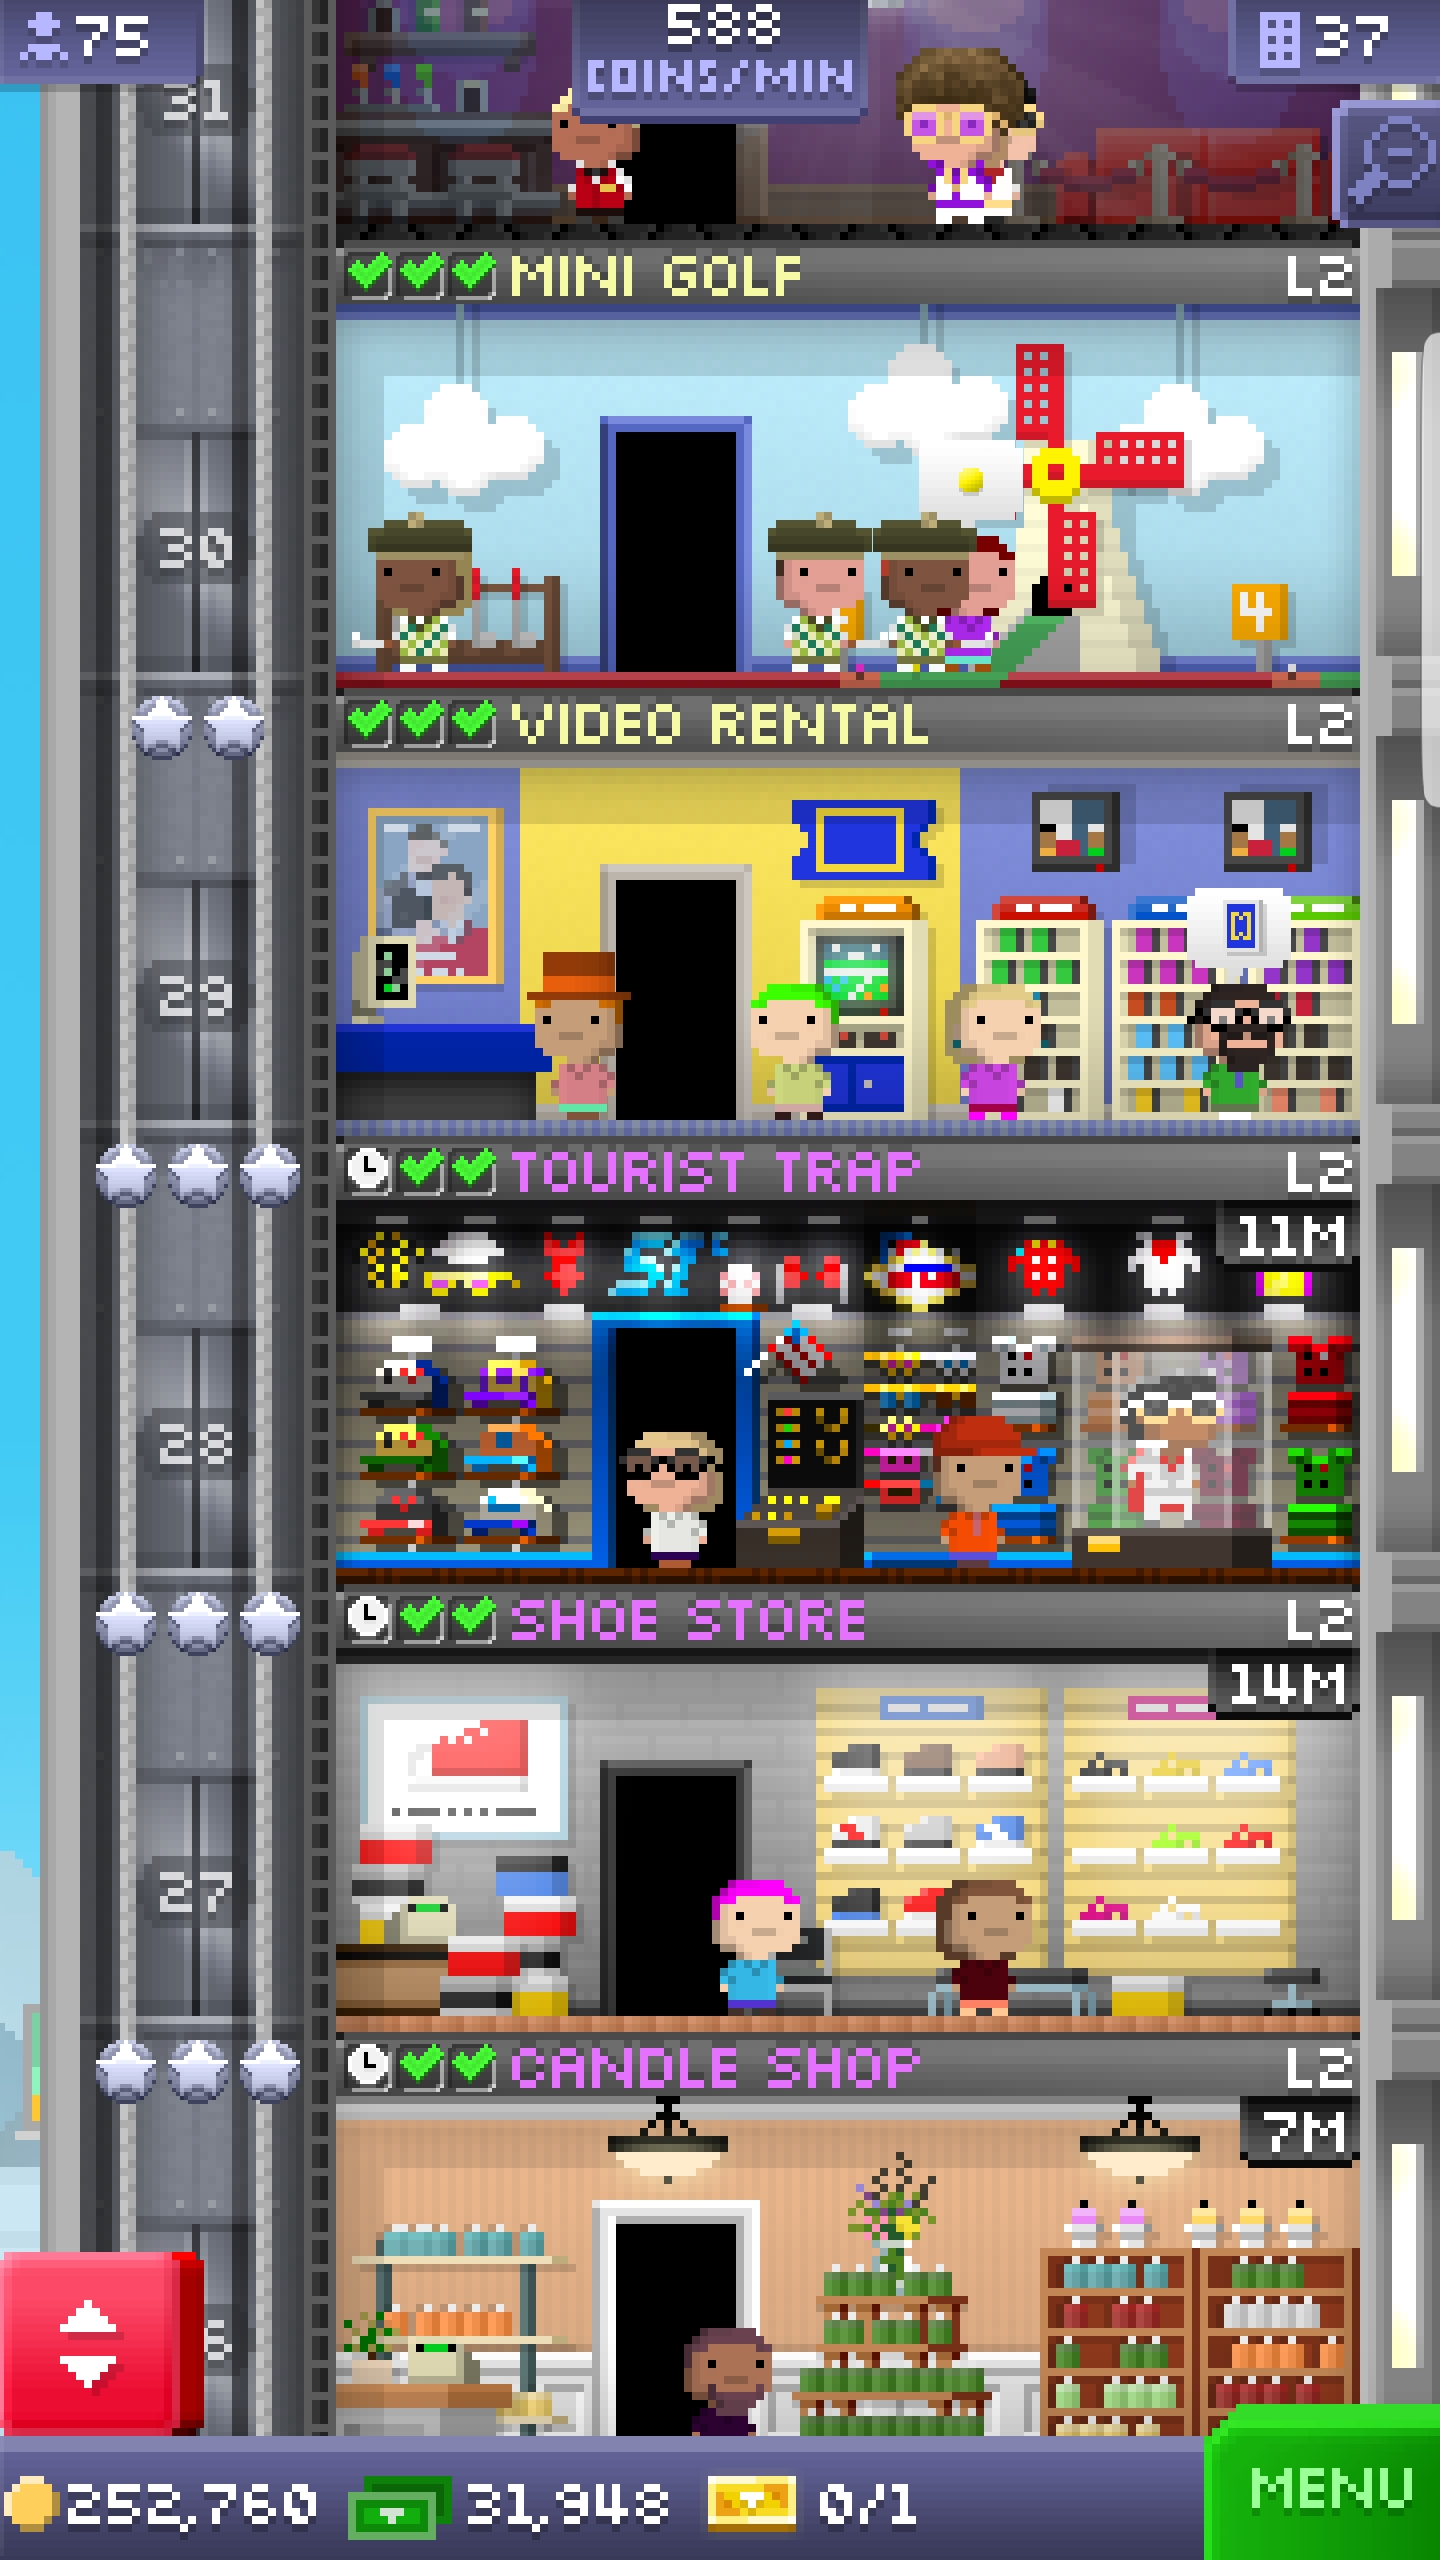 75
588
COINS/MIN
37
31
MINI GOLF L2
30
4
VIDEO RENTAL L2
29
TOURIST TRAP L2
11M
28
SHOE STORE L2
14M
27
CANDLE SHOP L2
7M
6
252,760 31,948 0/1
MENU